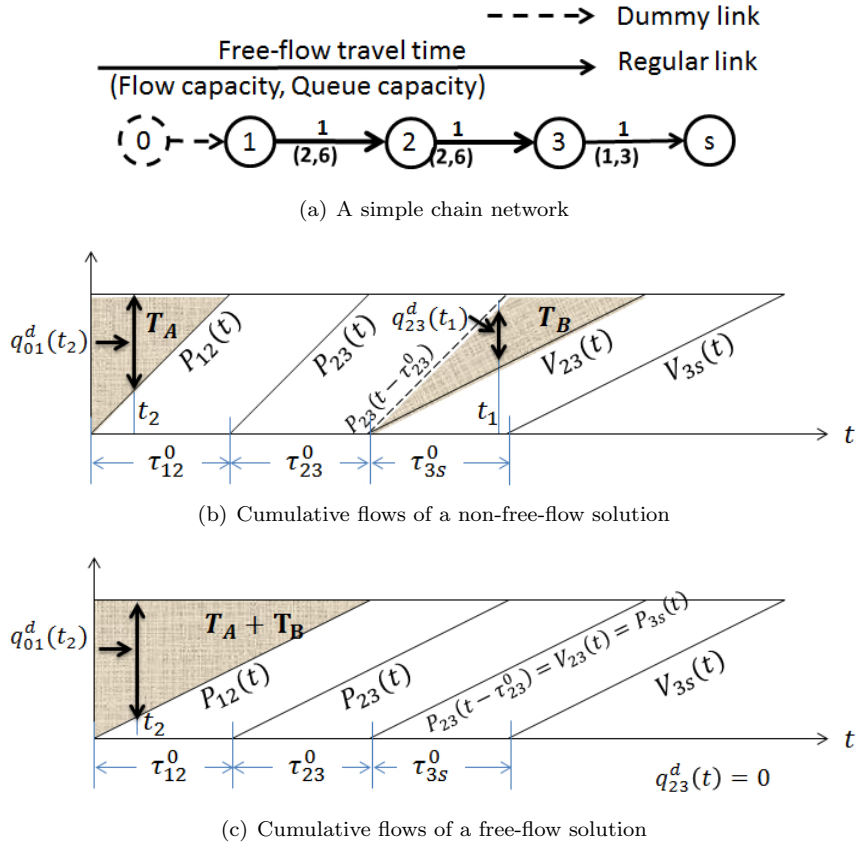 Dummy link
Free-flow travel time
Regular link
(Flow capacity, Queue capacity)
0 1 1 2 1 3 1 s
(2,6) (2,6) (1,3)
(a) A simple chain network
q^d_01(t_2) T_A P_12(t) P_23(t) q^d_23(t_1) T_B
P_23(t − τ^0_23) V_23(t) V_3s(t)
t_2 t_1
t
τ^0_12 τ^0_23 τ^0_3s
(b) Cumulative flows of a non-free-flow solution
q^d_01(t_2) T_A + T_B
P_12(t) P_23(t) P_23(t − τ^0_23) = V_23(t) = P_3s(t) V_3s(t)
t_2
t
τ^0_12 τ^0_23 τ^0_3s q^d_23(t) = 0
(c) Cumulative flows of a free-flow solution